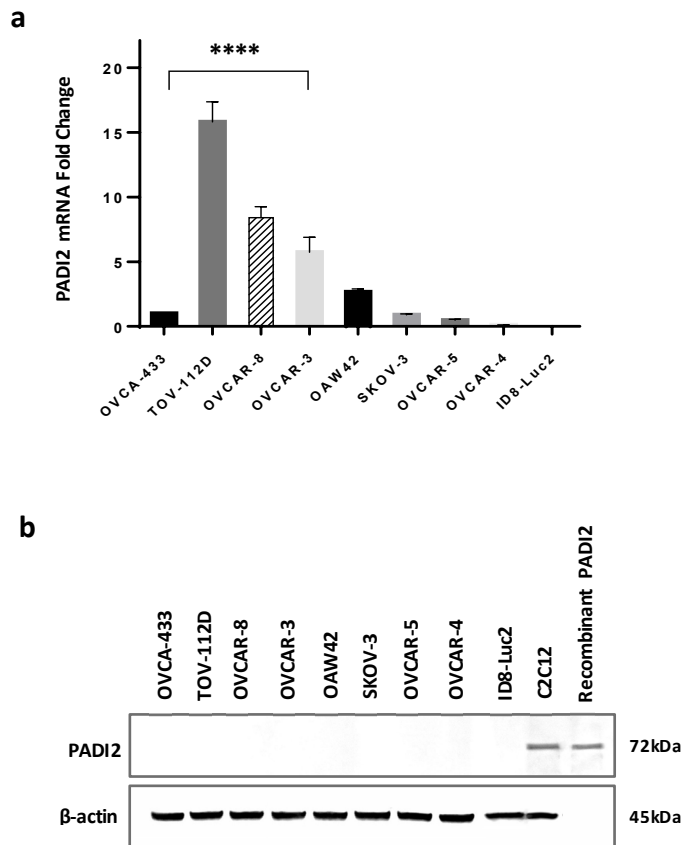 a
****
PADI2 mRNA Fold Change
20
15
10
5
0
OVCA-433
TOV-112D
OVCAR-8
OVCAR-3
OAW42
SKOV-3
OVCAR-5
OVCAR-4
ID8-Luc2
b
OVCA-433
TOV-112D
OVCAR-8
OVCAR-3
OAW42
SKOV-3
OVCAR-5
OVCAR-4
ID8-Luc2
C2C12
Recombinant PADI2
PADI2
72kDa
β-actin
45kDa